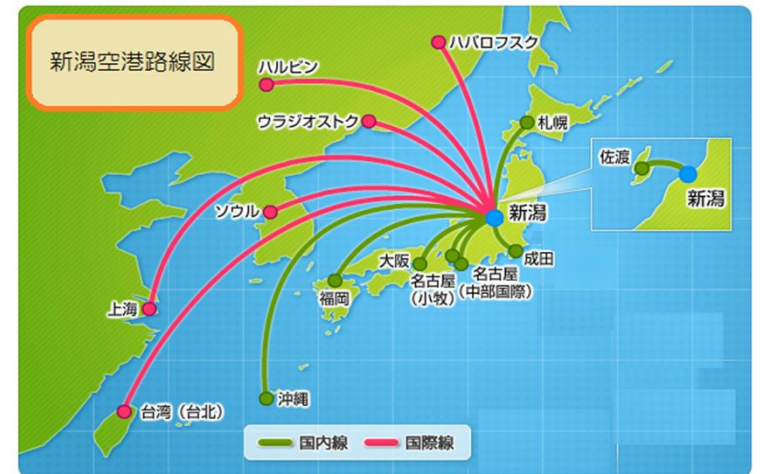 新潟空港路線図
ハバロフスク
ハルビン
ウラジオストク
札幌
佐渡
新潟
ソウル
新潟
成田
大阪
名古屋
(小牧)
名古屋
(中部国際)
福岡
上海
沖縄
台湾(台北)
国内線
国際線